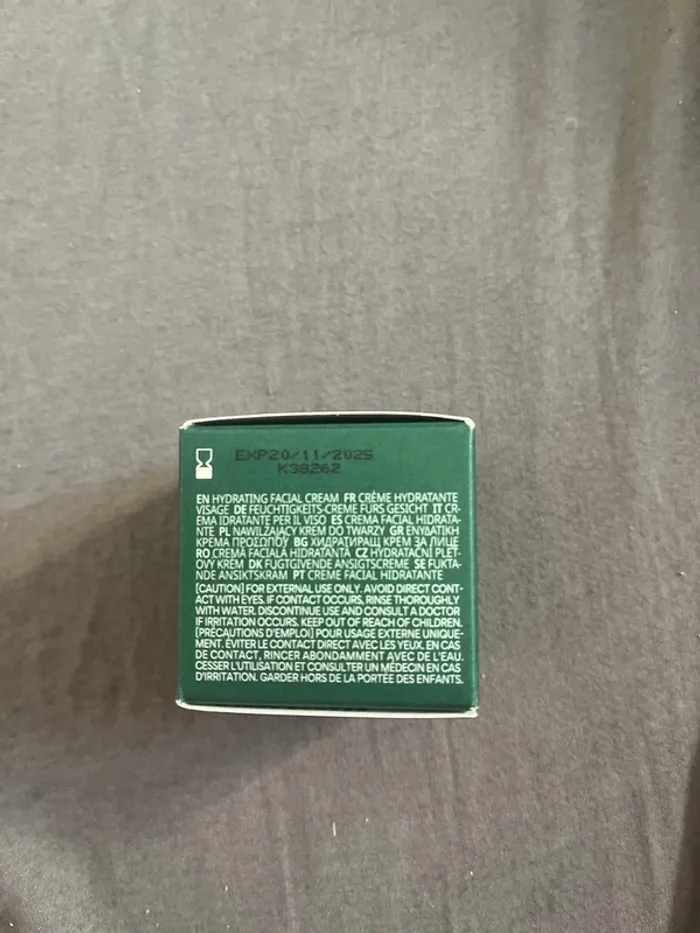 EXP20/11/2025
K38262
EN HYDRATING FACIAL CREAM FR CRÈME HYDRATANTE
VISAGE DE FEUCHTIGKEITS-CREME FÜRS GESICHT IT CR-
EMA IDRATANTE PER IL VISO ES CREMA FACIAL HIDRATA-
NTE PL NAWILŻAJĄCY KREM DO TWARZY GR ΕΝΥΔΑΤΙΚΗ
ΚΡΕΜΑ ΠΡΟΣΩΠΟΥ BG ХИДРАТИРАЩ КРЕМ ЗА ЛИЦЕ
RO CREMA FACIALĂ HIDRATANTĂ CZ HYDRATAČNÍ PLEŤ-
OVÝ KRÉM DK FUGTGIVENDE ANSIGTSCREME SE FUKTA-
NDE ANSIKTSKRÄM PT CREME FACIAL HIDRATANTE
[CAUTION] FOR EXTERNAL USE ONLY. AVOID DIRECT CONT-
ACT WITH EYES. IF CONTACT OCCURS, RINSE THOROUGHLY
WITH WATER. DISCONTINUE USE AND CONSULT A DOCTOR
IF IRRITATION OCCURS. KEEP OUT OF REACH OF CHILDREN.
[PRÉCAUTIONS D'EMPLOI] POUR USAGE EXTERNE UNIQUE-
MENT. ÉVITER LE CONTACT DIRECT AVEC LES YEUX. EN CAS
DE CONTACT, RINCER ABONDAMMENT AVEC DE L'EAU.
CESSER L'UTILISATION ET CONSULTER UN MÉDECIN EN CAS
D'IRRITATION. GARDER HORS DE LA PORTÉE DES ENFANTS.